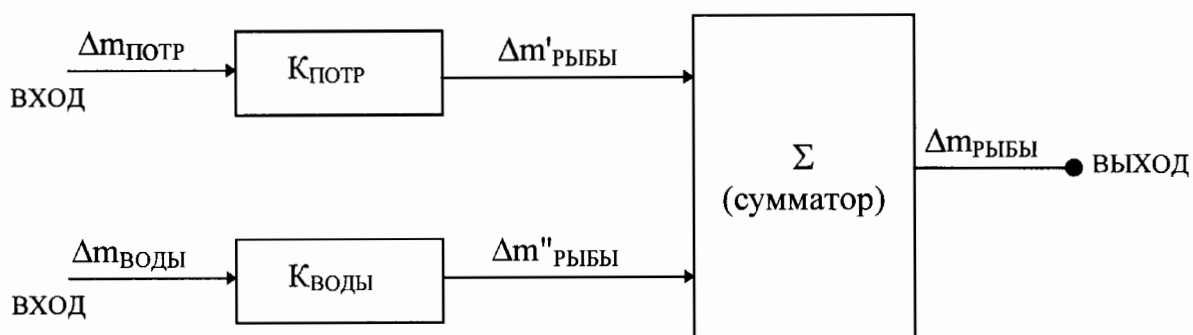 Δm_ПОТР
К_ПОТР
Δm'_РЫБЫ
ВХОД
Σ
(сумматор)
Δm_РЫБЫ
ВЫХОД
Δm_ВОДЫ
К_ВОДЫ
Δm"_РЫБЫ
ВХОД